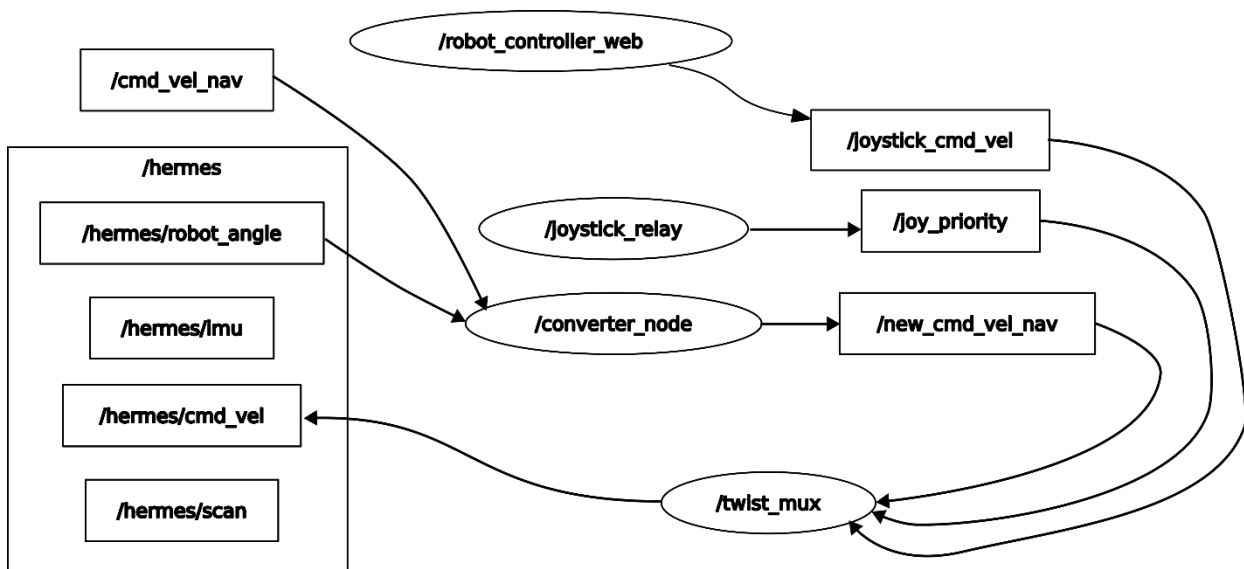 /robot_controller_web
/cmd_vel_nav
/joystick_cmd_vel
/hermes
/hermes/robot_angle
/joystick_relay
/joy_priority
/hermes/imu
/converter_node
/new_cmd_vel_nav
/hermes/cmd_vel
/hermes/scan
/twist_mux